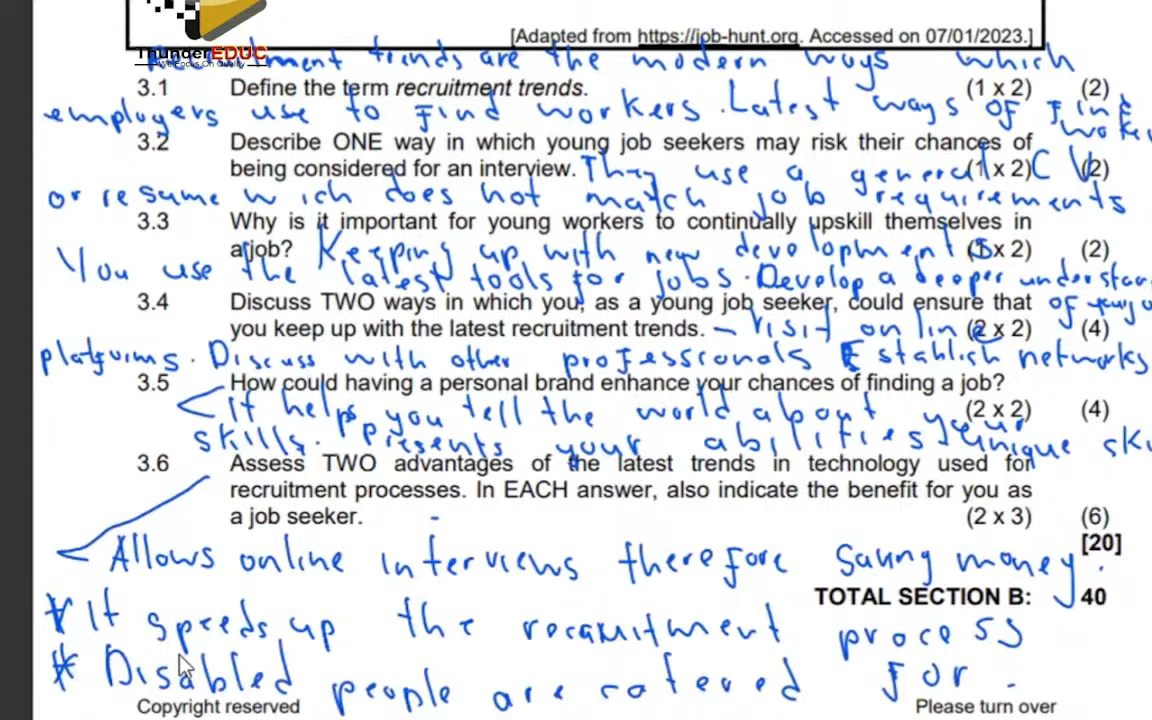 [Adapted from https://job-hunt.org. Accessed on 07/01/2023.]
ThunderEDUC
We Focus On Quality
Recruitment trends are the modern ways which
3.1 Define the term recruitment trends. (1 x 2) (2)
employers use to find workers. Latest ways of
3.2 Describe ONE way in which young job seekers may risk their chances of
being considered for an interview. (1 x 2) (2)
They use a general CV
or resume w ich does not match job requirements
3.3 Why is it important for young workers to continually upskill themselves in
a job? (1 x 2) (2)
Keeping up with new development s
You use the latest tools for jobs. Develop a deeper
3.4 Discuss TWO ways in which you, as a young job seeker, could ensure that
you keep up with the latest recruitment trends. (2 x 2) (4)
of
- Visit on line
platforms. Discuss with other professionals Establish networks
3.5 How could having a personal brand enhance your chances of finding a job?
(2 x 2) (4)
It helps you tell the world about your
skills. Presents your abilities, unique
3.6 Assess TWO advantages of the latest trends in technology used for
recruitment processes. In EACH answer, also indicate the benefit for you as
a job seeker. (2 x 3) (6)
[20]
Allows online interviews therefore saving money.
TOTAL SECTION B: 40
* It speeds up the recruitment process
* Disabled people are catered for.
Copyright reserved Please turn over